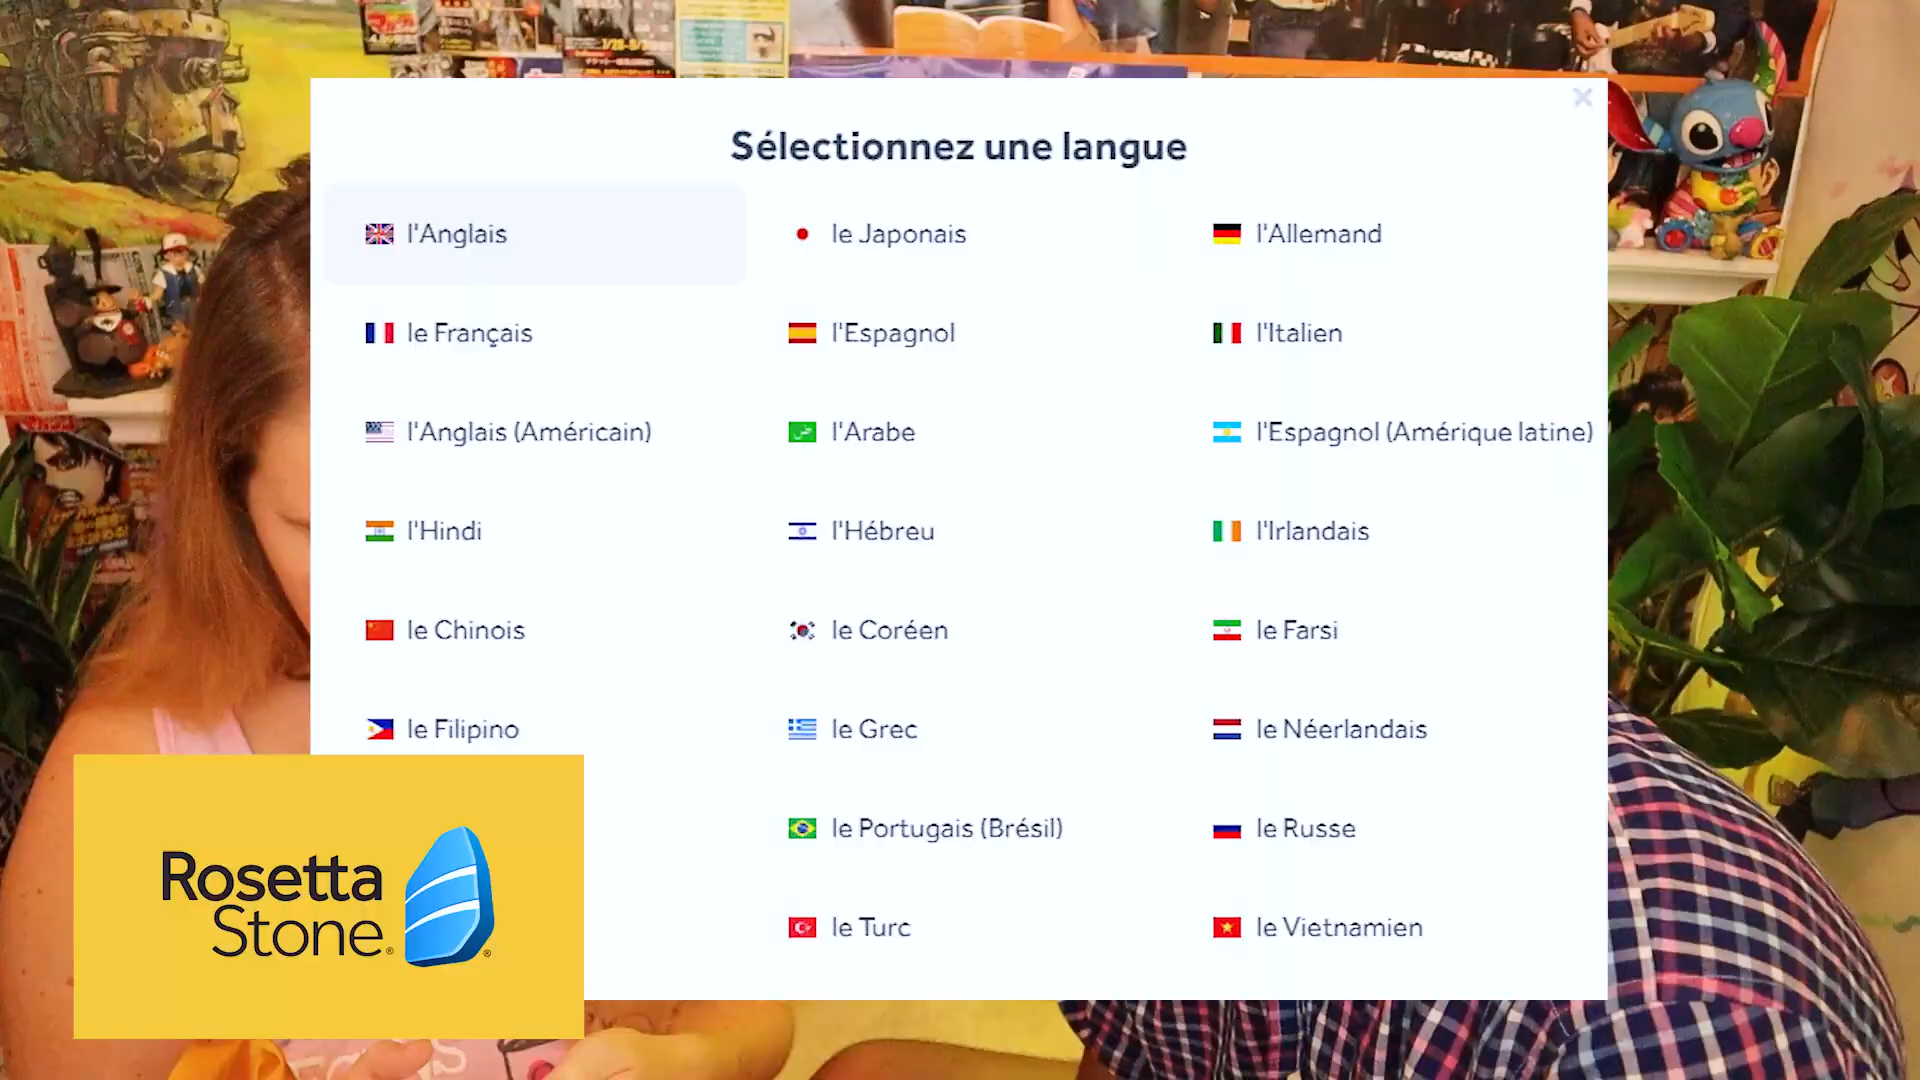 Sélectionnez une langue
l'Anglais
le Japonais
l'Allemand
le Français
l'Espagnol
l'Italien
l'Anglais (Américain)
l'Arabe
l'Espagnol (Amérique latine)
l'Hindi
l'Hébreu
l'Irlandais
le Chinois
le Coréen
le Farsi
le Filipino
le Grec
le Néerlandais
le Portugais (Brésil)
le Russe
le Turc
le Vietnamien
Rosetta
Stone